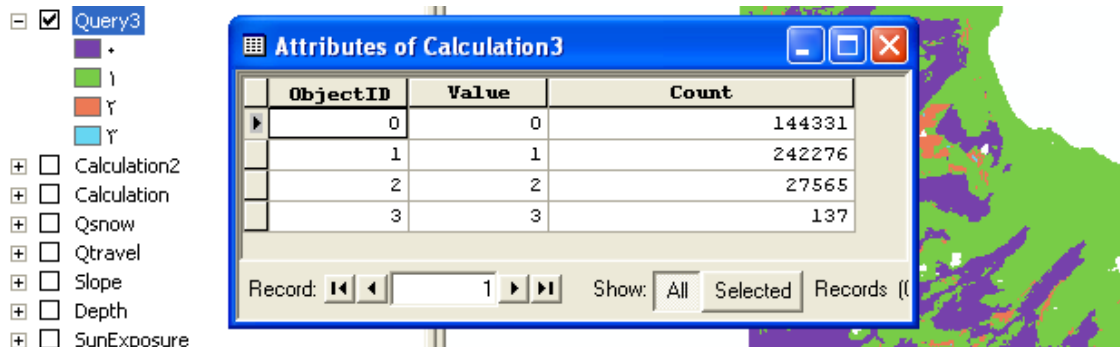 Query3
٠
١
٢
٣
Calculation2
Calculation
Qsnow
Qtravel
Slope
Depth
SunExposure
Attributes of Calculation3
ObjectID Value Count
0 0 144331
1 1 242276
2 2 27565
3 3 137
Record: 1 Show: All Selected Records (0